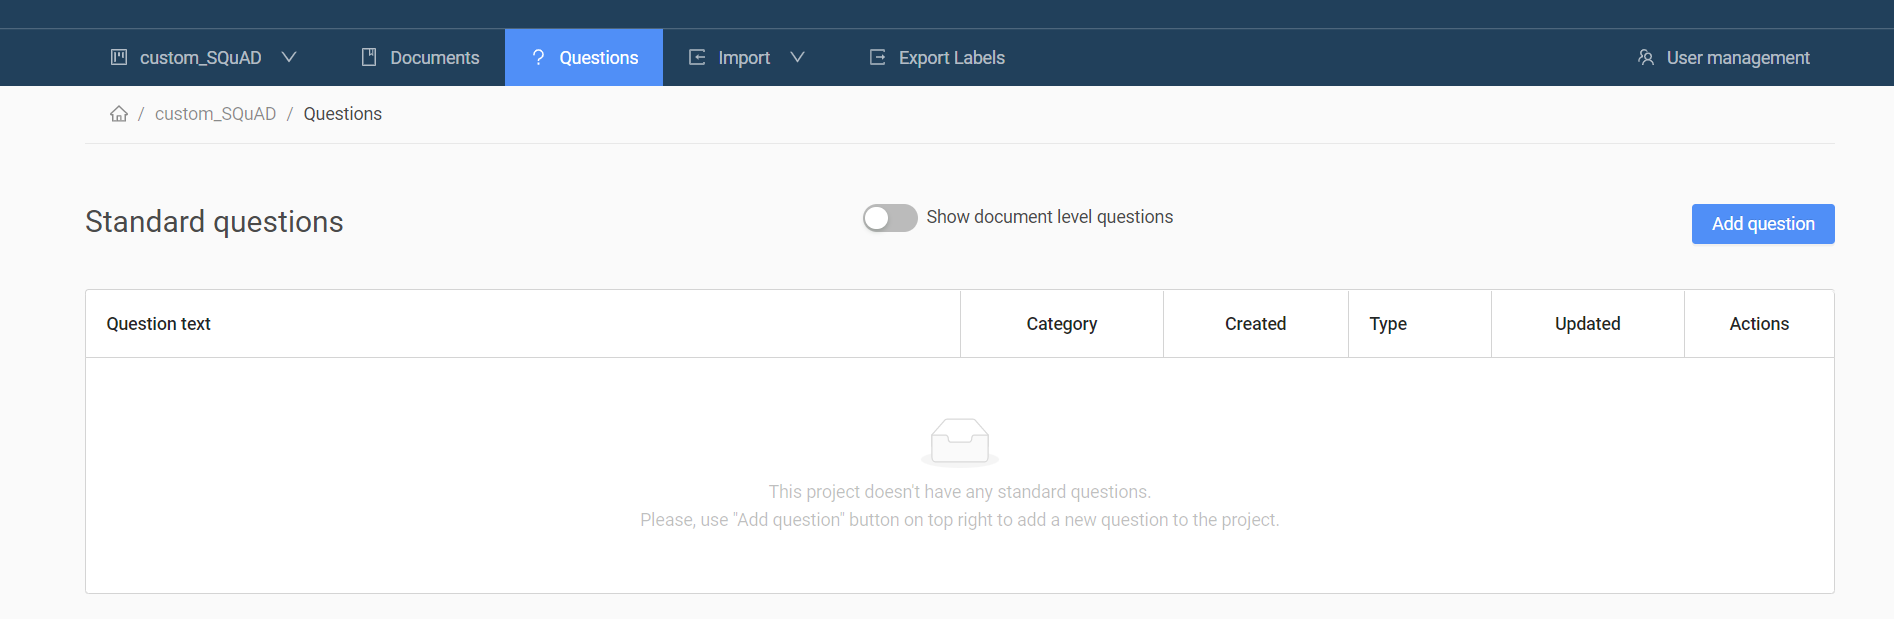 custom_SQuAD Documents Questions Import Export Labels User management
/ custom_SQuAD / Questions
Standard questions Show document level questions Add question
Question text Category Created Type Updated Actions
This project doesn't have any standard questions.
Please, use "Add question" button on top right to add a new question to the project.